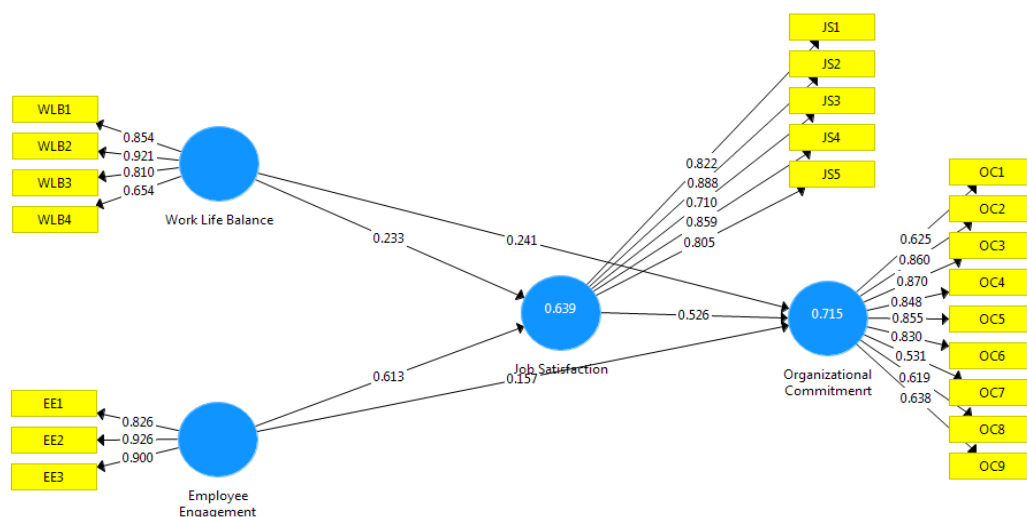 WLB1
WLB2
WLB3
WLB4
0.854
0.921
0.810
0.654
Work Life Balance
0.233
0.241
JS1
JS2
JS3
JS4
JS5
0.822
0.888
0.710
0.859
0.805
0.639
Job Satisfaction
0.526
0.613
0.157
EE1
EE2
EE3
0.826
0.926
0.900
Employee
Engagement
0.715
Organizational
Commitmenrt
0.625
0.860
0.870
0.848
0.855
0.830
0.531
0.619
0.638
OC1
OC2
OC3
OC4
OC5
OC6
OC7
OC8
OC9